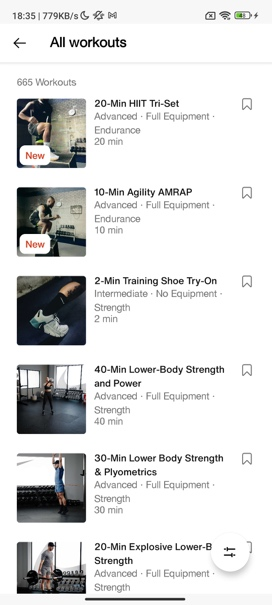 18:35 | 779KB/s
All workouts
665 Workouts
20-Min HIIT Tri-Set
Advanced · Full Equipment ·
Endurance
20 min
New
10-Min Agility AMRAP
Advanced · Full Equipment ·
Endurance
10 min
New
2-Min Training Shoe Try-On
Intermediate · No Equipment ·
Strength
2 min
40-Min Lower-Body Strength
and Power
Advanced · Full Equipment ·
Strength
40 min
30-Min Lower Body Strength
& Plyometrics
Advanced · Full Equipment ·
Strength
30 min
20-Min Explosive Lower-B
Strength
Advanced · Full Equipment ·
Strength